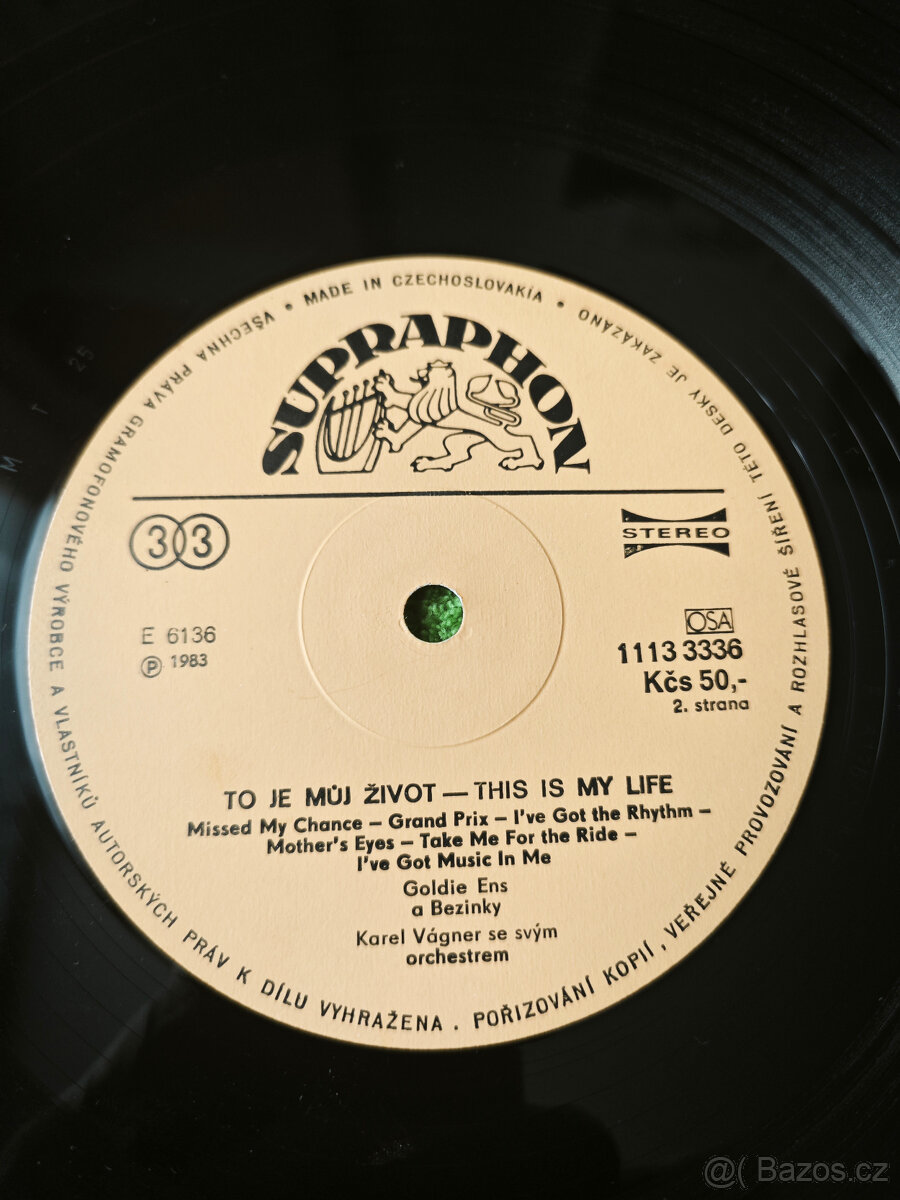 • MADE IN CZECHOSLOVAKIA •
VŠECHNA PRÁVA GRAMOFONOVÉHO VÝROBCE A VLASTNÍKŮ AUTORSKÝCH PRÁV K DÍLU VYHRAŽENA . POŘIZOVÁNÍ KOPIÍ, VEŘEJNÉ PROVOZOVÁNÍ A ROZHLASOVÉ ŠÍŘENÍ TÉTO DESKY JE ZAKÁZÁNO
SUPRAPHON
33
STEREO
E 6136
Ⓟ 1983
OSA
1113 3336
Kčs 50,-
2. strana
TO JE MŮJ ŽIVOT — THIS IS MY LIFE
Missed My Chance – Grand Prix – I've Got the Rhythm –
Mother's Eyes – Take Me For the Ride –
I've Got Music In Me
Goldie Ens
a Bezinky
Karel Vágner se svým
orchestrem
M T 25
@( Bazos.cz